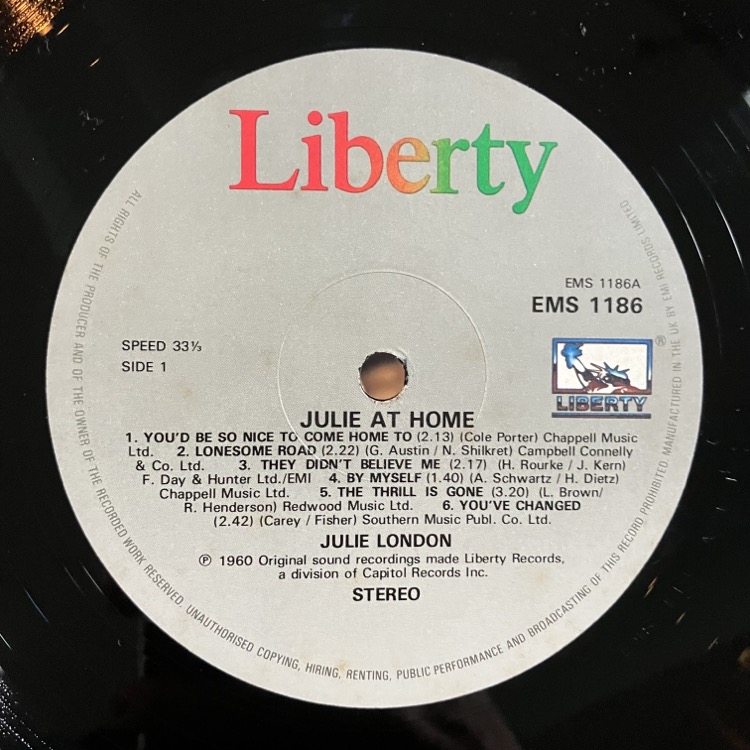 Liberty
EMS 1186A
EMS 1186
SPEED 33⅓
SIDE 1
®
LIBERTY
JULIE AT HOME
1. YOU'D BE SO NICE TO COME HOME TO (2.13) (Cole Porter) Chappell Music
Ltd. 2. LONESOME ROAD (2.22) (G. Austin / N. Shilkret) Campbell Connelly
& Co. Ltd. 3. THEY DIDN'T BELIEVE ME (2.17) (H. Rourke / J. Kern)
F. Day & Hunter Ltd./EMI 4. BY MYSELF (1.40) (A. Schwartz / H. Dietz)
Chappell Music Ltd. 5. THE THRILL IS GONE (3.20) (L. Brown/
R. Henderson) Redwood Music Ltd. 6. YOU'VE CHANGED
(2.42) (Carey / Fisher) Southern Music Publ. Co. Ltd.
JULIE LONDON
℗ 1960 Original sound recordings made Liberty Records,
a division of Capitol Records Inc.
STEREO
ALL RIGHTS OF THE PRODUCER AND OF THE OWNER OF THE RECORDED WORK RESERVED. UNAUTHORISED COPYING, HIRING, RENTING, PUBLIC PERFORMANCE AND BROADCASTING OF THIS RECORD PROHIBITED. MANUFACTURED IN THE UK BY EMI RECORDS LIMITED